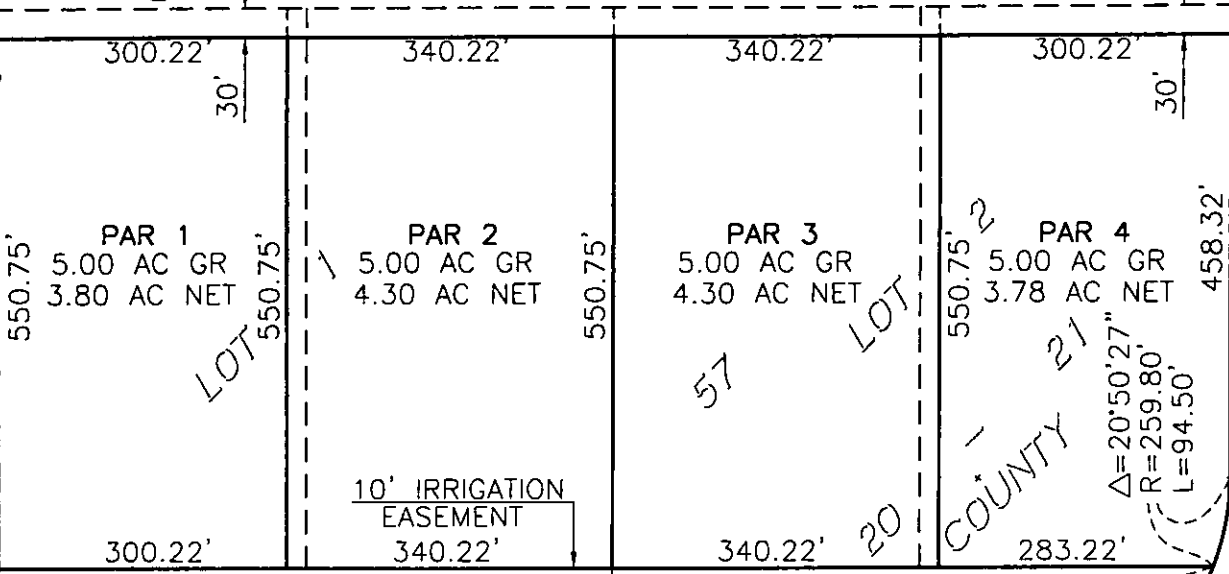 300.22' 340.22' 340.22' 300.22'
30' 30'
PAR 1
5.00 AC GR
3.80 AC NET
PAR 2
5.00 AC GR
4.30 AC NET
PAR 3
5.00 AC GR
4.30 AC NET
PAR 4
5.00 AC GR
3.78 AC NET
550.75'
550.75'
550.75'
550.75'
458.32'
LOT 1
57
LOT 2
20 - 21
COUNTY
Δ=20°50'27"
R=259.80'
L=94.50'
10' IRRIGATION
EASEMENT
300.22' 340.22' 340.22' 283.22'